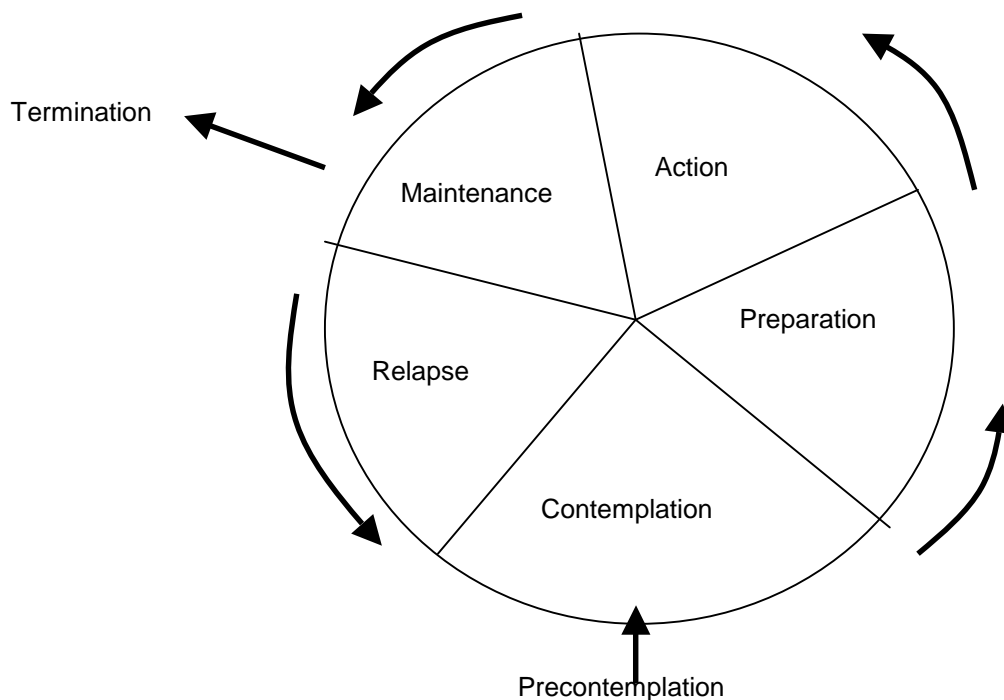 Termination
Action
Maintenance
Preparation
Relapse
Contemplation
Precontemplation